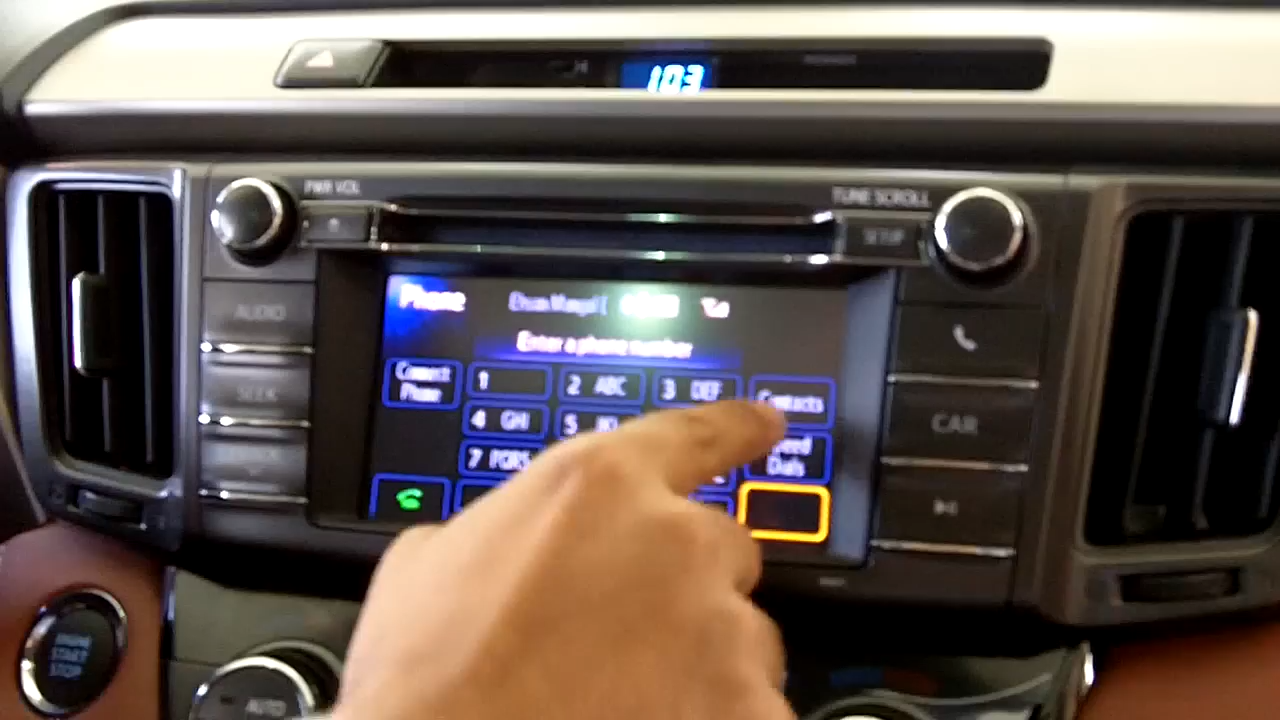 103
PWR VOL
TUNE SCROLL
SETUP
AUDIO
SEEK
CAR
Phone
Enter a phone number
Connect Phone
1
2 ABC
3 DEF
Contacts
4 GHI
5
7 PQRS
Dials
ENGINE
START
STOP
AUTO